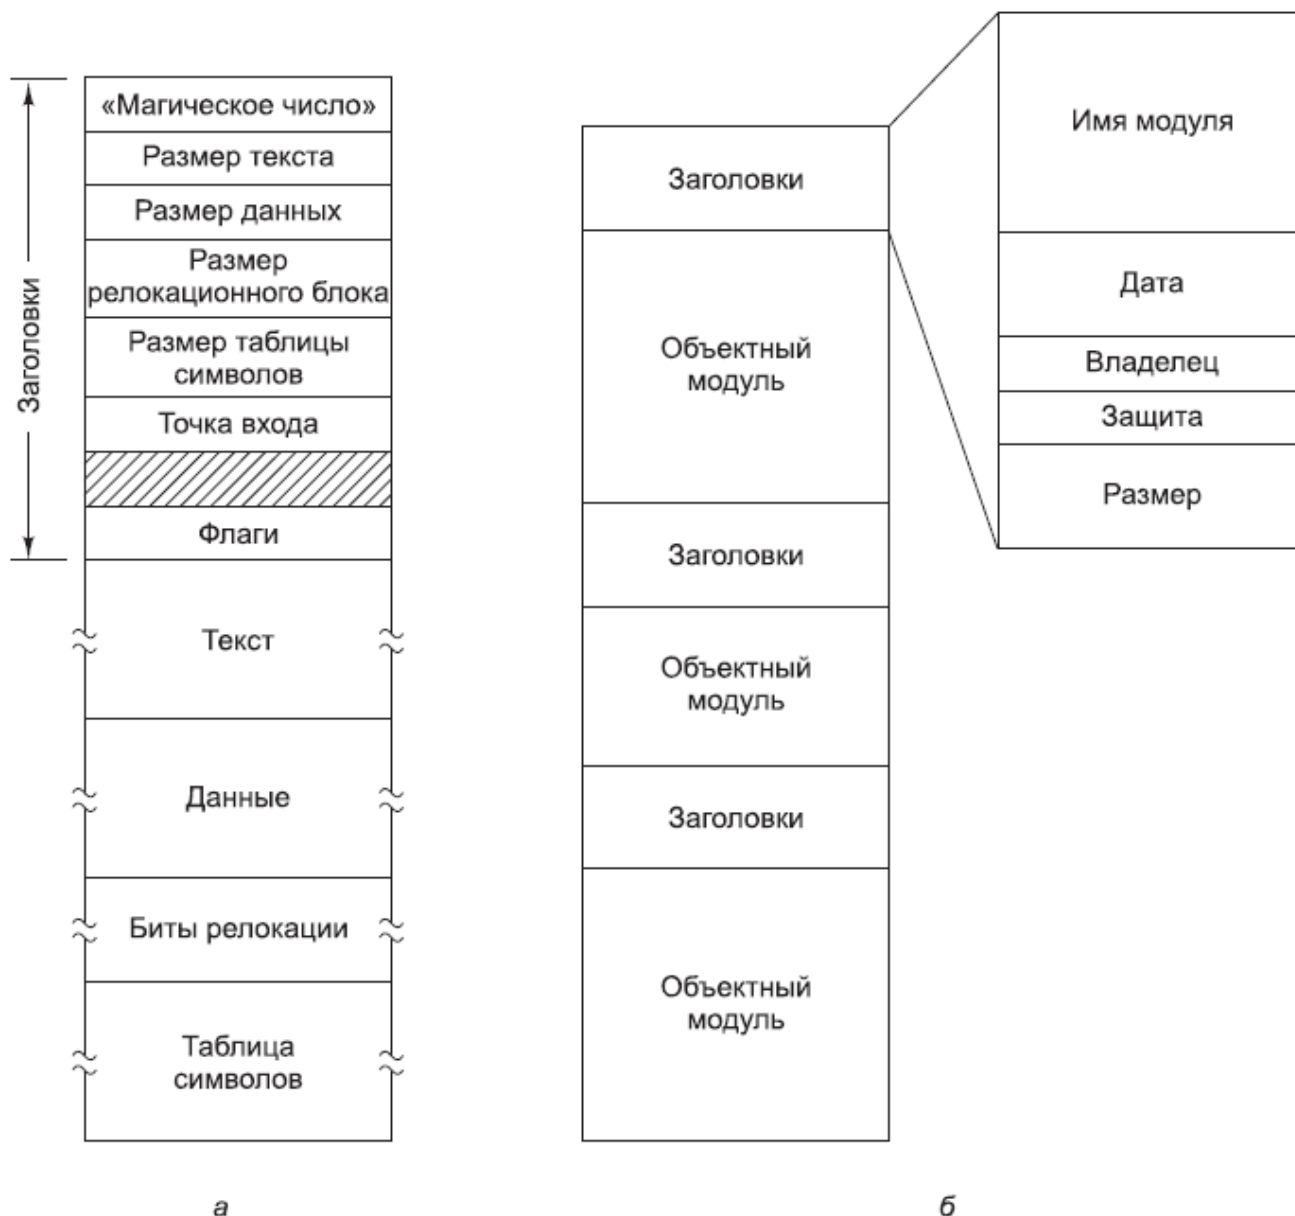 Заголовки
«Магическое число»
Размер текста
Размер данных
Размер
релокационного блока
Размер таблицы
символов
Точка входа
Флаги
Текст
Данные
Биты релокации
Таблица
символов
а
Заголовки
Объектный
модуль
Заголовки
Объектный
модуль
Заголовки
Объектный
модуль
Имя модуля
Дата
Владелец
Защита
Размер
б